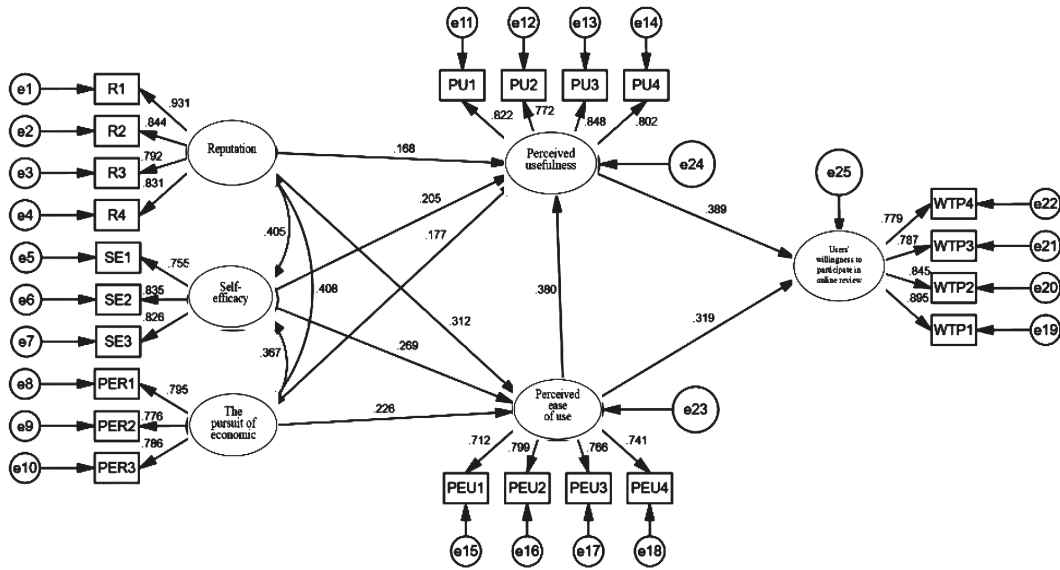 e11
e12
e13
e14
PU1
PU2
PU3
PU4
.822
.772
.848
.802
e1
R1
.931
e2
R2
.844
e3
R3
.792
e4
R4
.831
Reputation
.168
Perceived
usefulness
e24
e25
e5
SE1
.755
e6
SE2
.835
e7
SE3
.826
Self-
efficacy
.405
.408
.367
.205
.177
.312
.269
.380
.389
.319
Users'
willingness to
participate in
online review
.779
WTP4
e22
.787
WTP3
e21
.845
WTP2
e20
.895
WTP1
e19
e8
PER1
.795
e9
PER2
.776
e10
PER3
.786
The
pursuit of
economic
.226
Perceived
ease
of use
e23
.712
.799
.766
.741
PEU1
PEU2
PEU3
PEU4
e15
e16
e17
e18